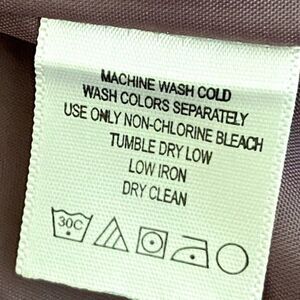 MACHINE WASH COLD
WASH COLORS SEPARATELY
USE ONLY NON-CHLORINE BLEACH
TUMBLE DRY LOW
LOW IRON
DRY CLEAN
30C